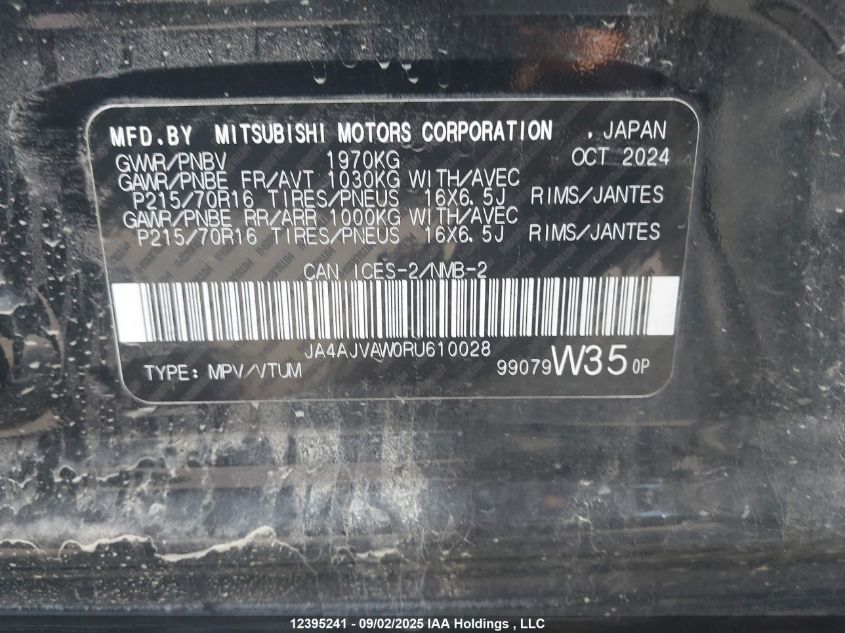 MFD.BY MITSUBISHI MOTORS CORPORATION , JAPAN
GVWR/PNBV 1970KG OCT 2024
GAWR/PNBE FR/AVT 1030KG WITH/AVEC
P215/70R16 TIRES/PNEUS 16X6.5J RIMS/JANTES
GAWR/PNBE RR/ARR 1000KG WITH/AVEC
P215/70R16 TIRES/PNEUS 16X6.5J RIMS/JANTES
CAN ICES-2/NMB-2
JA4AJVAW0RU610028
TYPE: MPV/VTUM 99079W35 0P
12395241 - 09/02/2025 IAA Holdings , LLC